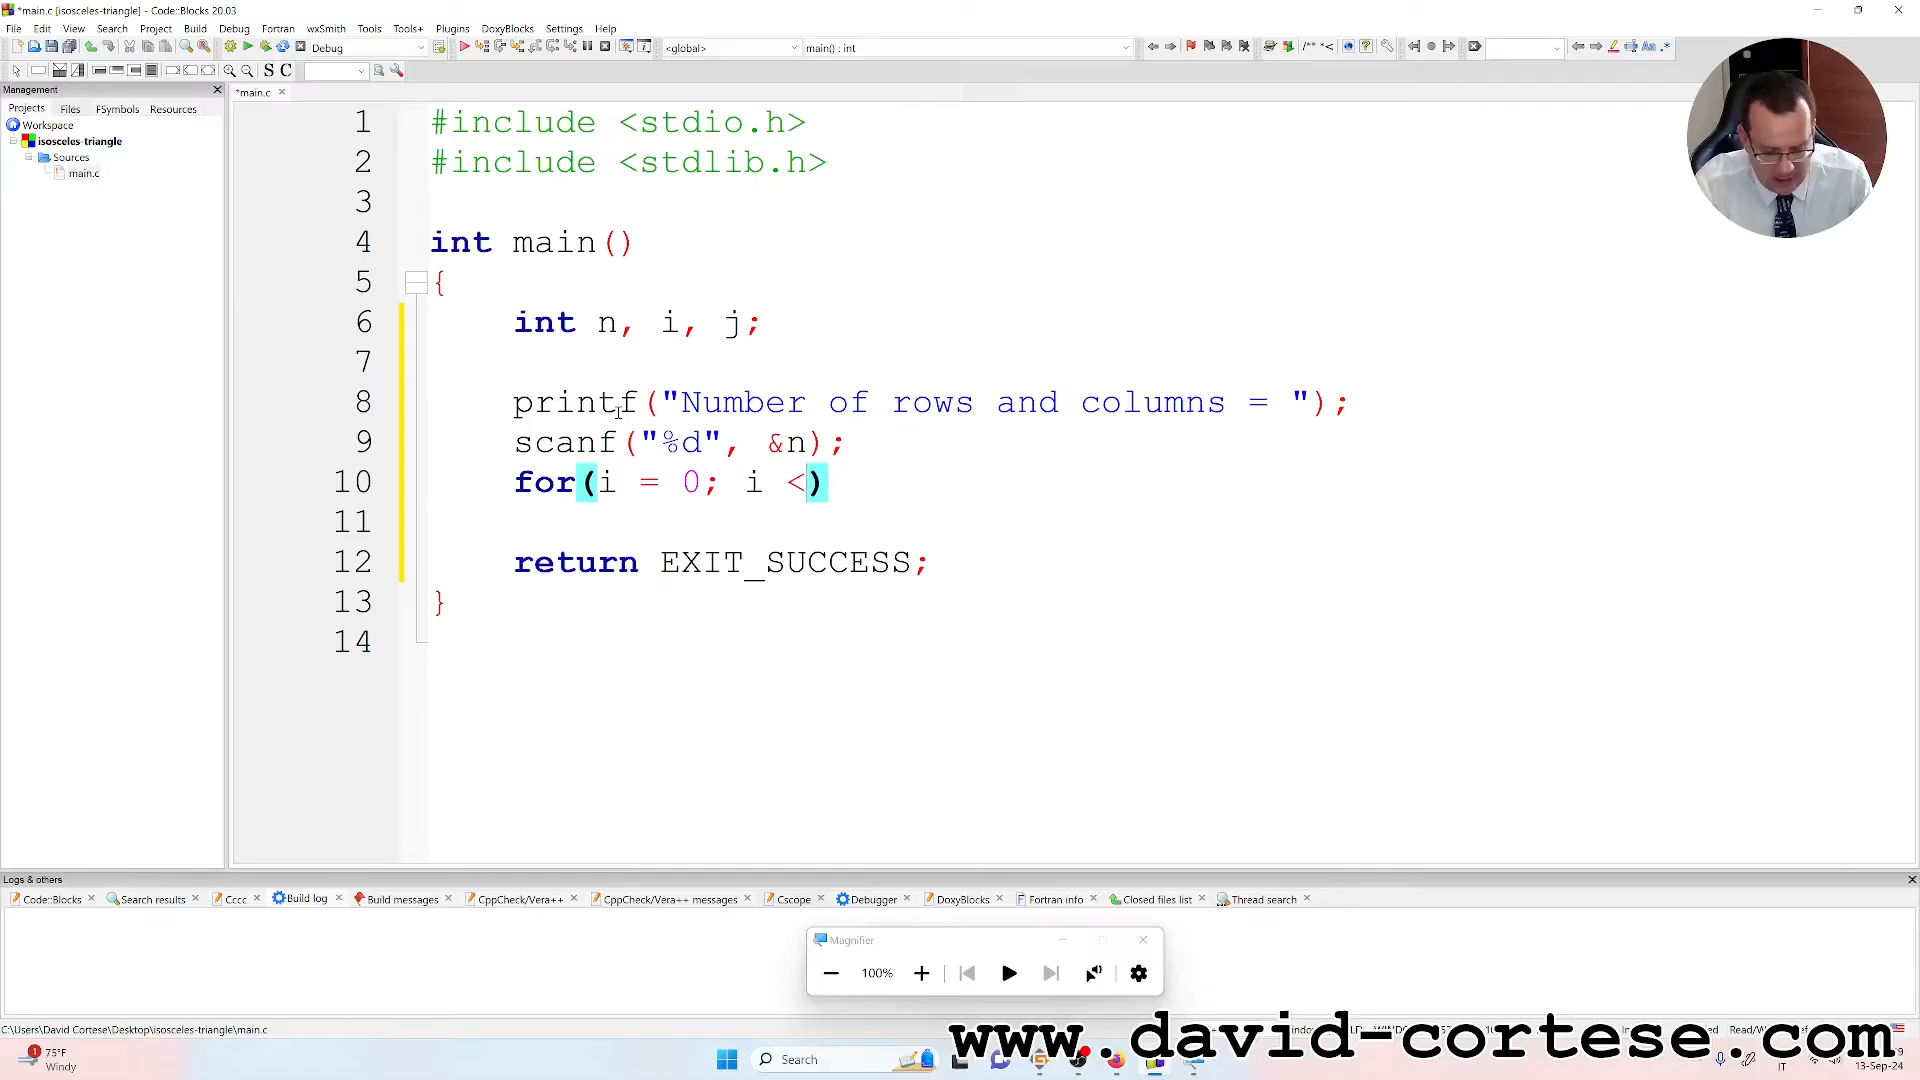 *main.c [isosceles-triangle] - Code::Blocks 20.03
File Edit View Search Project Build Debug Fortran wxSmith Tools Tools+ Plugins DoxyBlocks Settings Help
Debug <global> main() : int
S C
Management
Projects Files FSymbols Resources
Workspace
isosceles-triangle
Sources
main.c
*main.c
1 #include <stdio.h>
2 #include <stdlib.h>
3
4 int main()
5 {
6 int n, i, j;
7
8 printf("Number of rows and columns = ");
9 scanf("%d", &n);
10 for(i = 0; i <)
11
12 return EXIT_SUCCESS;
13 }
14
Logs & others
Code::Blocks Search results Cccc Build log Build messages CppCheck/Vera++ CppCheck/Vera++ messages Cscope Debugger DoxyBlocks Fortran info Closed files list Thread search
Magnifier
100%
C:\Users\David Cortese\Desktop\isosceles-triangle\main.c
www.david-cortese.com
1 75°F
Windy
Search
IT
13-Sep-24